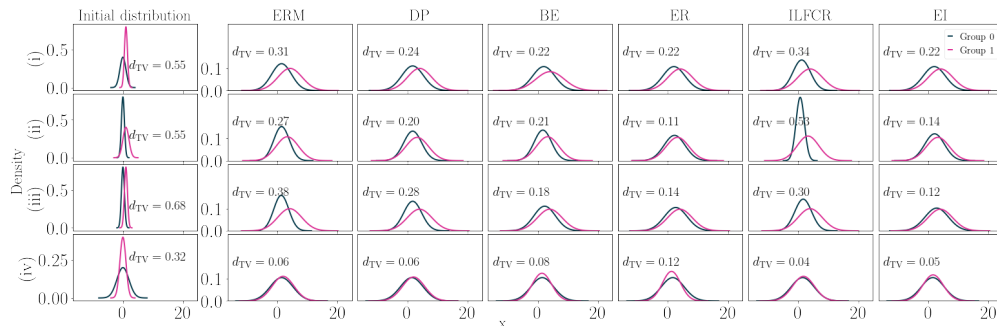 Initial distribution ERM DP BE ER ILFCR EI
(i) 0.5 0.0 d_TV = 0.55 0.1 0.0 d_TV = 0.31 d_TV = 0.24 d_TV = 0.22 d_TV = 0.22 d_TV = 0.34 d_TV = 0.22 Group 0 Group 1
(ii) 0.5 0.0 d_TV = 0.55 0.1 d_TV = 0.27 d_TV = 0.20 d_TV = 0.21 d_TV = 0.11 d_TV = 0.53 d_TV = 0.14
Density
(iii) 0.5 0.0 d_TV = 0.68 0.1 d_TV = 0.38 d_TV = 0.28 d_TV = 0.18 d_TV = 0.14 d_TV = 0.30 d_TV = 0.12
(iv) 0.25 0.00 d_TV = 0.32 0.1 0.0 d_TV = 0.06 d_TV = 0.06 d_TV = 0.08 d_TV = 0.12 d_TV = 0.04 d_TV = 0.05
0 20 0 20 0 20 0 20 0 20 0 20 0 20
x